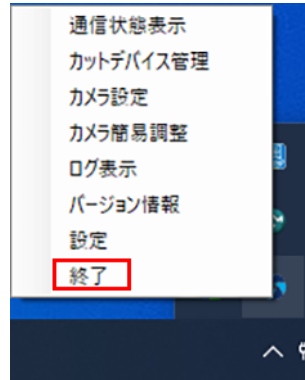 通信状態表示
カットデバイス管理
カメラ設定
カメラ簡易調整
ログ表示
バージョン情報
設定
終了